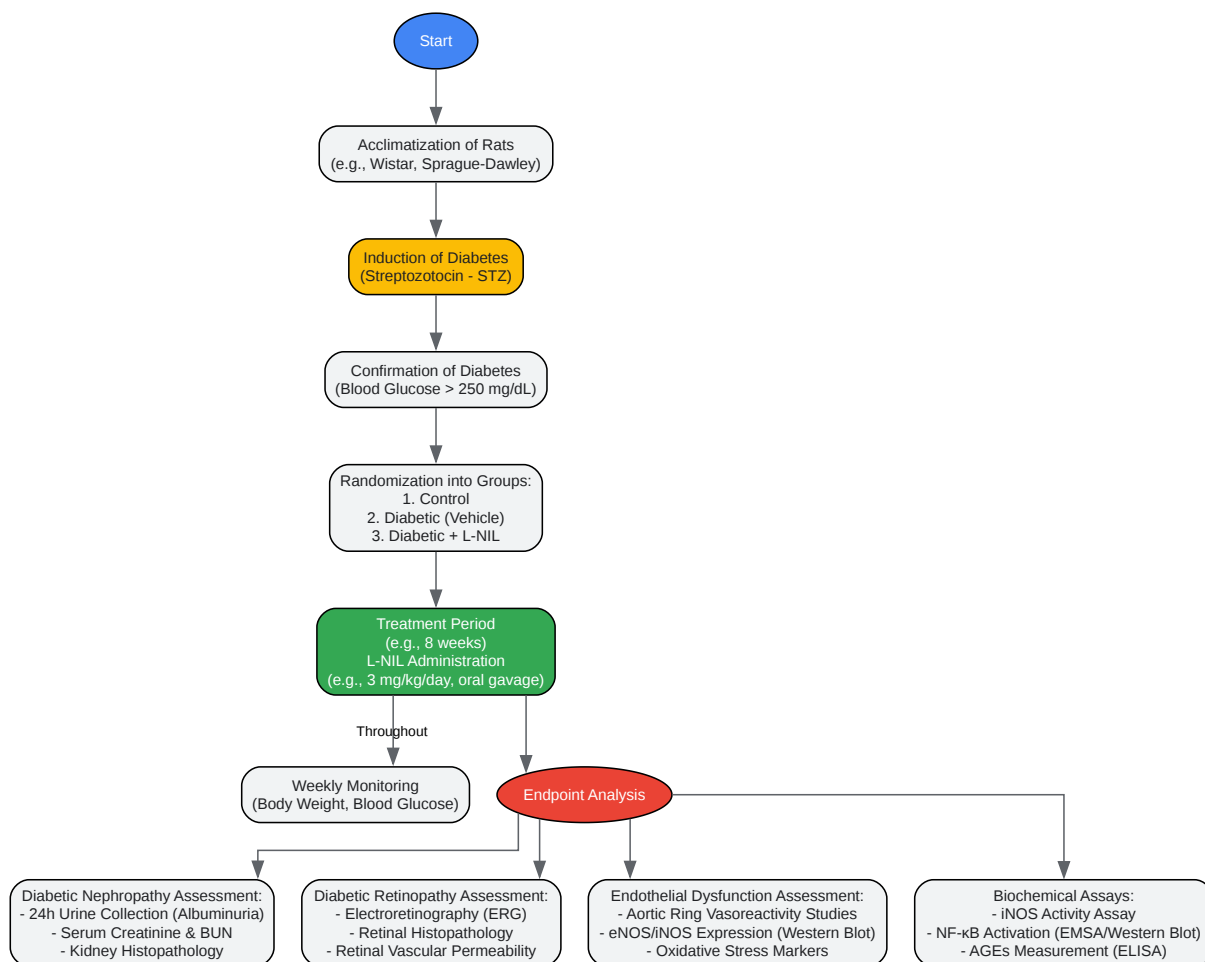 Start
Acclimatization of Rats
(e.g., Wistar, Sprague-Dawley)
Induction of Diabetes
(Streptozotocin - STZ)
Confirmation of Diabetes
(Blood Glucose > 250 mg/dL)
Randomization into Groups:
1. Control
2. Diabetic (Vehicle)
3. Diabetic + L-NIL
Treatment Period
(e.g., 8 weeks)
L-NIL Administration
(e.g., 3 mg/kg/day, oral gavage)
Throughout
Weekly Monitoring
(Body Weight, Blood Glucose)
Endpoint Analysis
Diabetic Nephropathy Assessment:
- 24h Urine Collection (Albuminuria)
- Serum Creatinine & BUN
- Kidney Histopathology
Diabetic Retinopathy Assessment:
- Electroretinography (ERG)
- Retinal Histopathology
- Retinal Vascular Permeability
Endothelial Dysfunction Assessment:
- Aortic Ring Vasoreactivity Studies
- eNOS/iNOS Expression (Western Blot)
- Oxidative Stress Markers
Biochemical Assays:
- iNOS Activity Assay
- NF-κB Activation (EMSA/Western Blot)
- AGEs Measurement (ELISA)